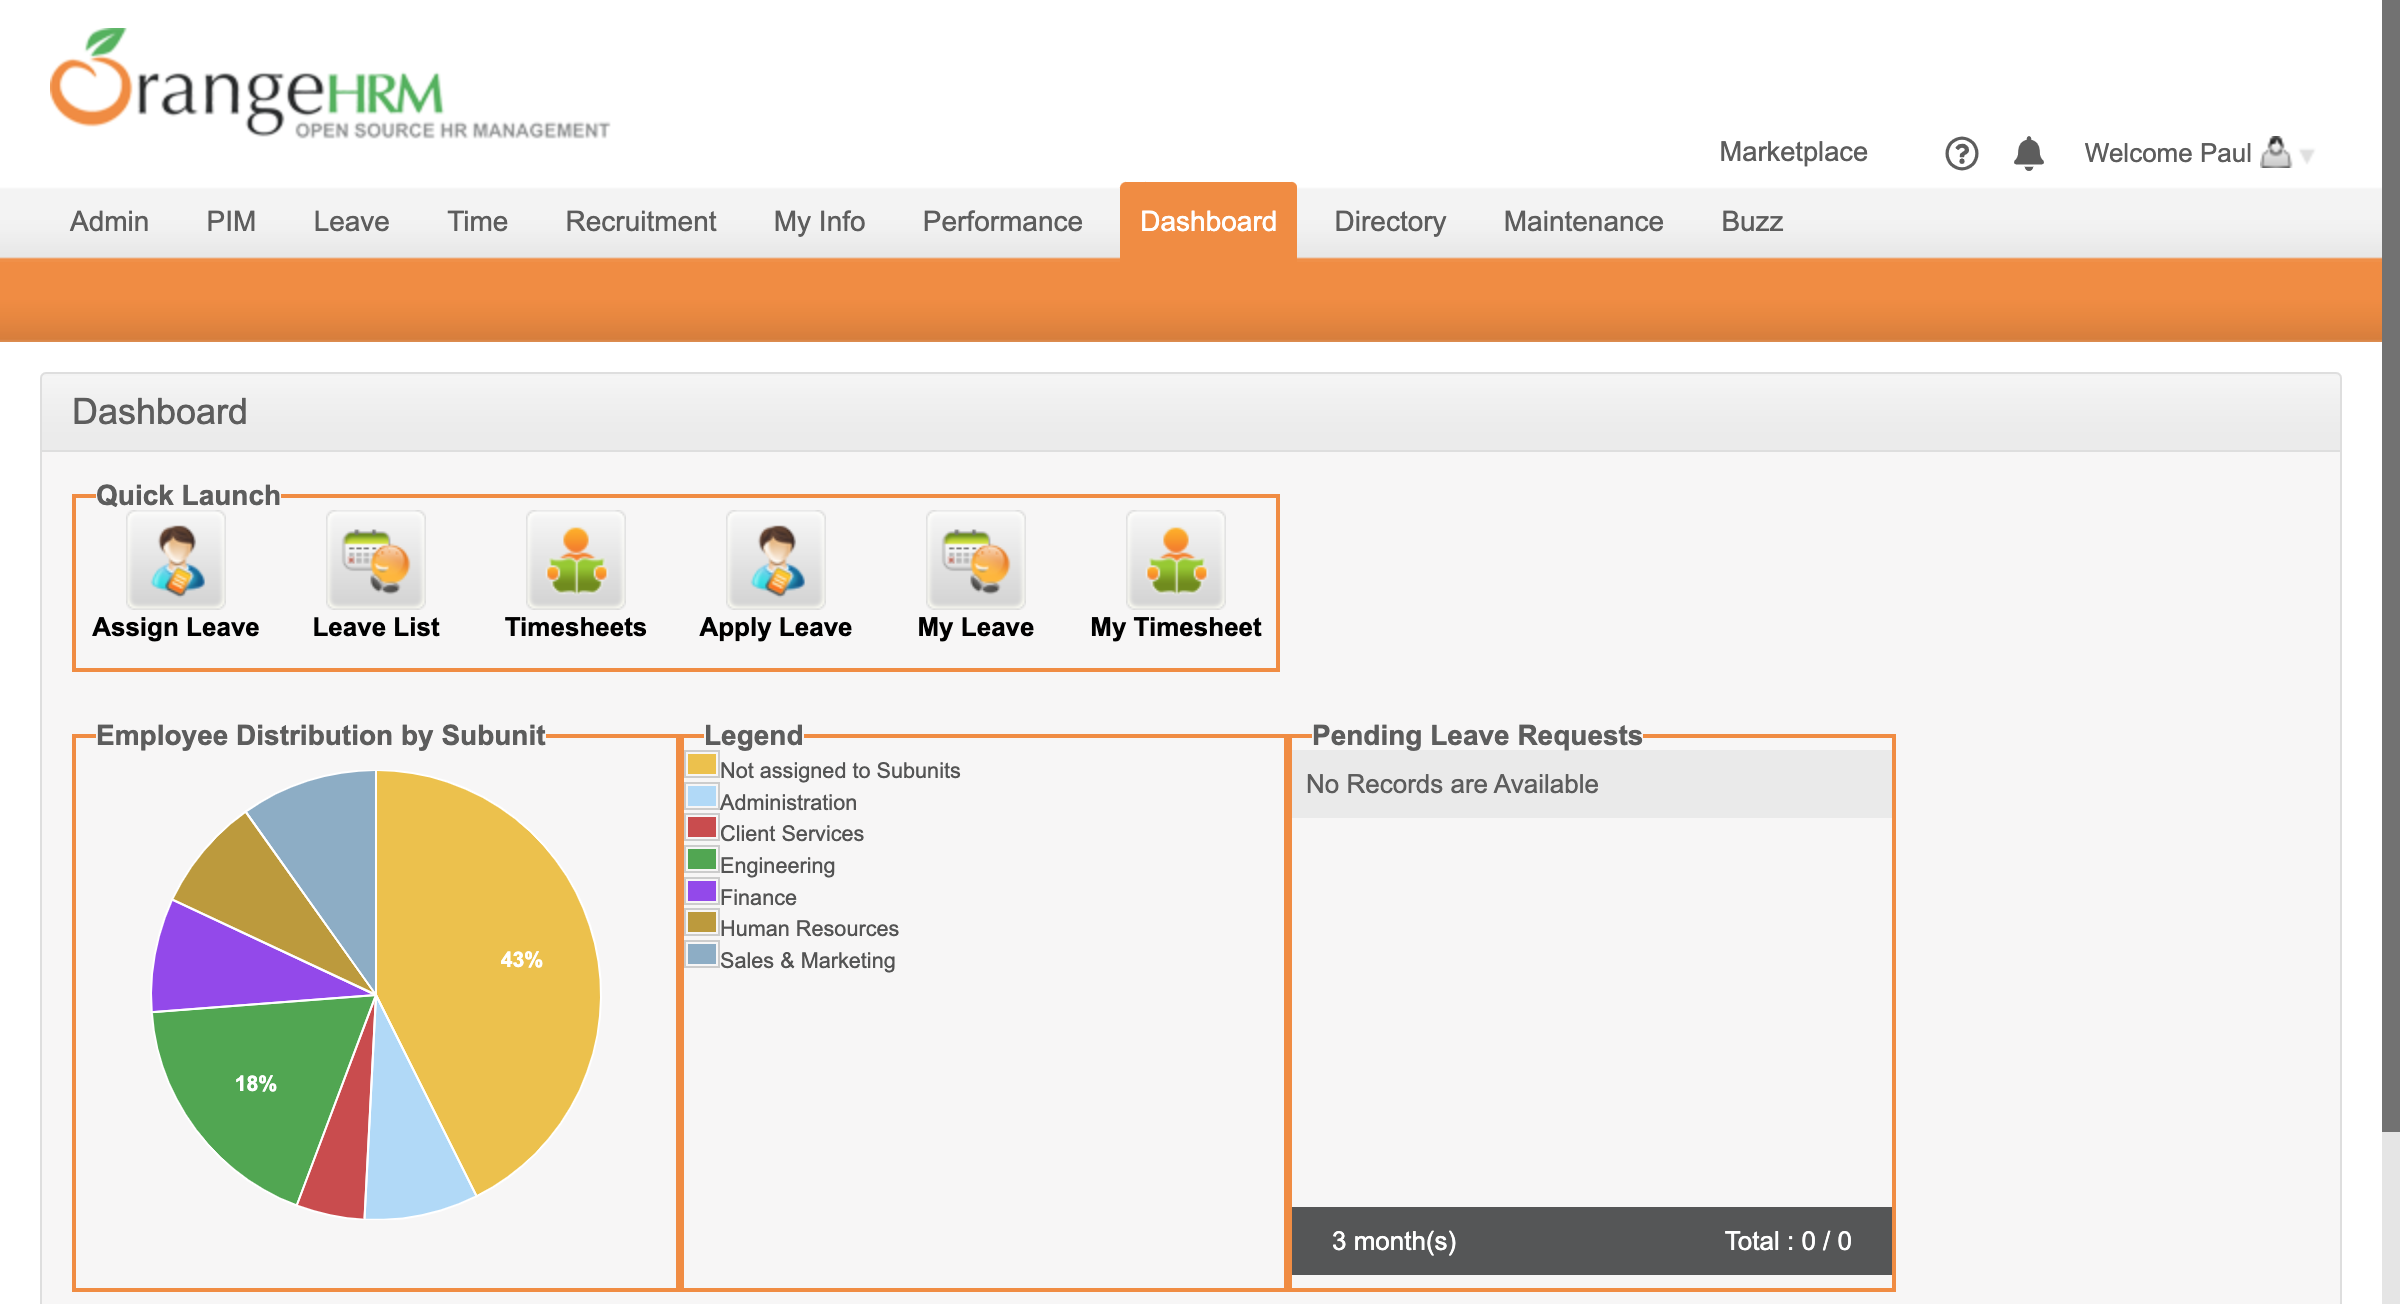 OrangeHRM
OPEN SOURCE HR MANAGEMENT
Marketplace
?
Welcome Paul
Admin
PIM
Leave
Time
Recruitment
My Info
Performance
Dashboard
Directory
Maintenance
Buzz
Dashboard
Quick Launch
Assign Leave
Leave List
Timesheets
Apply Leave
My Leave
My Timesheet
Employee Distribution by Subunit
43%
18%
Legend
Not assigned to Subunits
Administration
Client Services
Engineering
Finance
Human Resources
Sales & Marketing
Pending Leave Requests
No Records are Available
3 month(s)
Total : 0 / 0